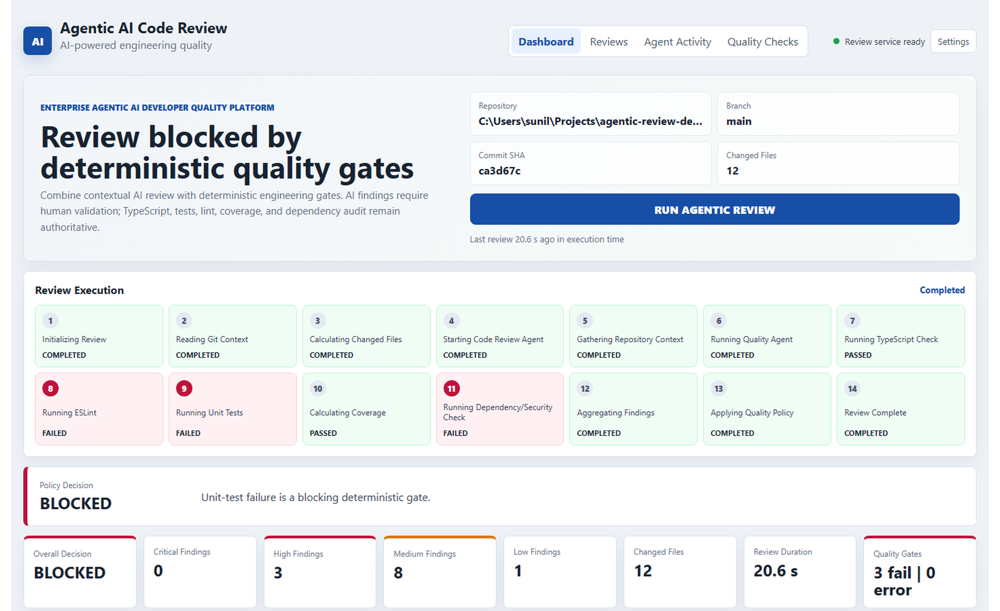 AI
Agentic AI Code Review
AI-powered engineering quality
Dashboard
Reviews
Agent Activity
Quality Checks
Review service ready
Settings
ENTERPRISE AGENTIC AI DEVELOPER QUALITY PLATFORM
Review blocked by
deterministic quality gates
Combine contextual AI review with deterministic engineering gates. AI findings require
human validation; TypeScript, tests, lint, coverage, and dependency audit remain
authoritative.
Repository
C:\Users\sunil\Projects\agentic-review-de...
Branch
main
Commit SHA
ca3d67c
Changed Files
12
RUN AGENTIC REVIEW
Last review 20.6 s ago in execution time
Review Execution
Completed
1
Initializing Review
COMPLETED
2
Reading Git Context
COMPLETED
3
Calculating Changed Files
COMPLETED
4
Starting Code Review Agent
COMPLETED
5
Gathering Repository Context
COMPLETED
6
Running Quality Agent
COMPLETED
7
Running TypeScript Check
PASSED
8
Running ESLint
FAILED
9
Running Unit Tests
FAILED
10
Calculating Coverage
PASSED
11
Running Dependency/Security
Check
FAILED
12
Aggregating Findings
COMPLETED
13
Applying Quality Policy
COMPLETED
14
Review Complete
COMPLETED
Policy Decision
BLOCKED
Unit-test failure is a blocking deterministic gate.
Overall Decision
BLOCKED
Critical Findings
0
High Findings
3
Medium Findings
8
Low Findings
1
Changed Files
12
Review Duration
20.6 s
Quality Gates
3 fail | 0
error